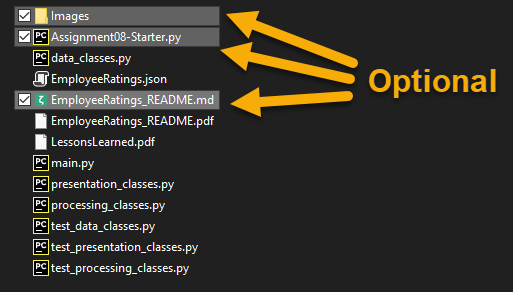 Images
Assignment08-Starter.py
data_classes.py
EmployeeRatings.json
EmployeeRatings_README.md
EmployeeRatings_README.pdf
LessonsLearned.pdf
main.py
presentation_classes.py
processing_classes.py
test_data_classes.py
test_presentation_classes.py
test_processing_classes.py
Optional